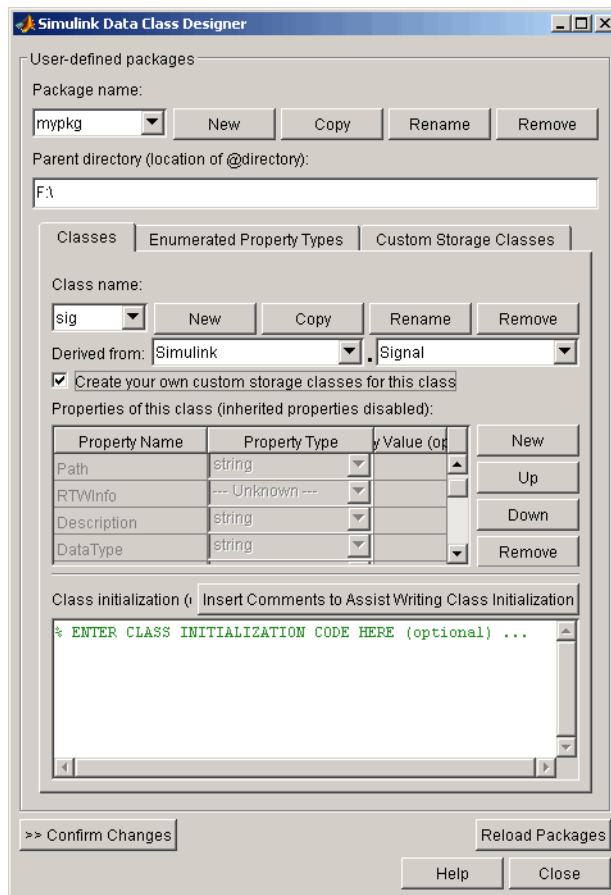 Simulink Data Class Designer
User-defined packages
Package name:
mypkg New Copy Rename Remove
Parent directory (location of @directory):
F:\
Classes Enumerated Property Types Custom Storage Classes
Class name:
sig New Copy Rename Remove
Derived from: Simulink . Signal
Create your own custom storage classes for this class
Properties of this class (inherited properties disabled):
Property Name Property Type y Value (op New
Path string
Up
RTWInfo --- Unknown ---
Description string Down
DataType string Remove
Class initialization ( Insert Comments to Assist Writing Class Initialization
% ENTER CLASS INITIALIZATION CODE HERE (optional) ...
>> Confirm Changes Reload Packages
Help Close